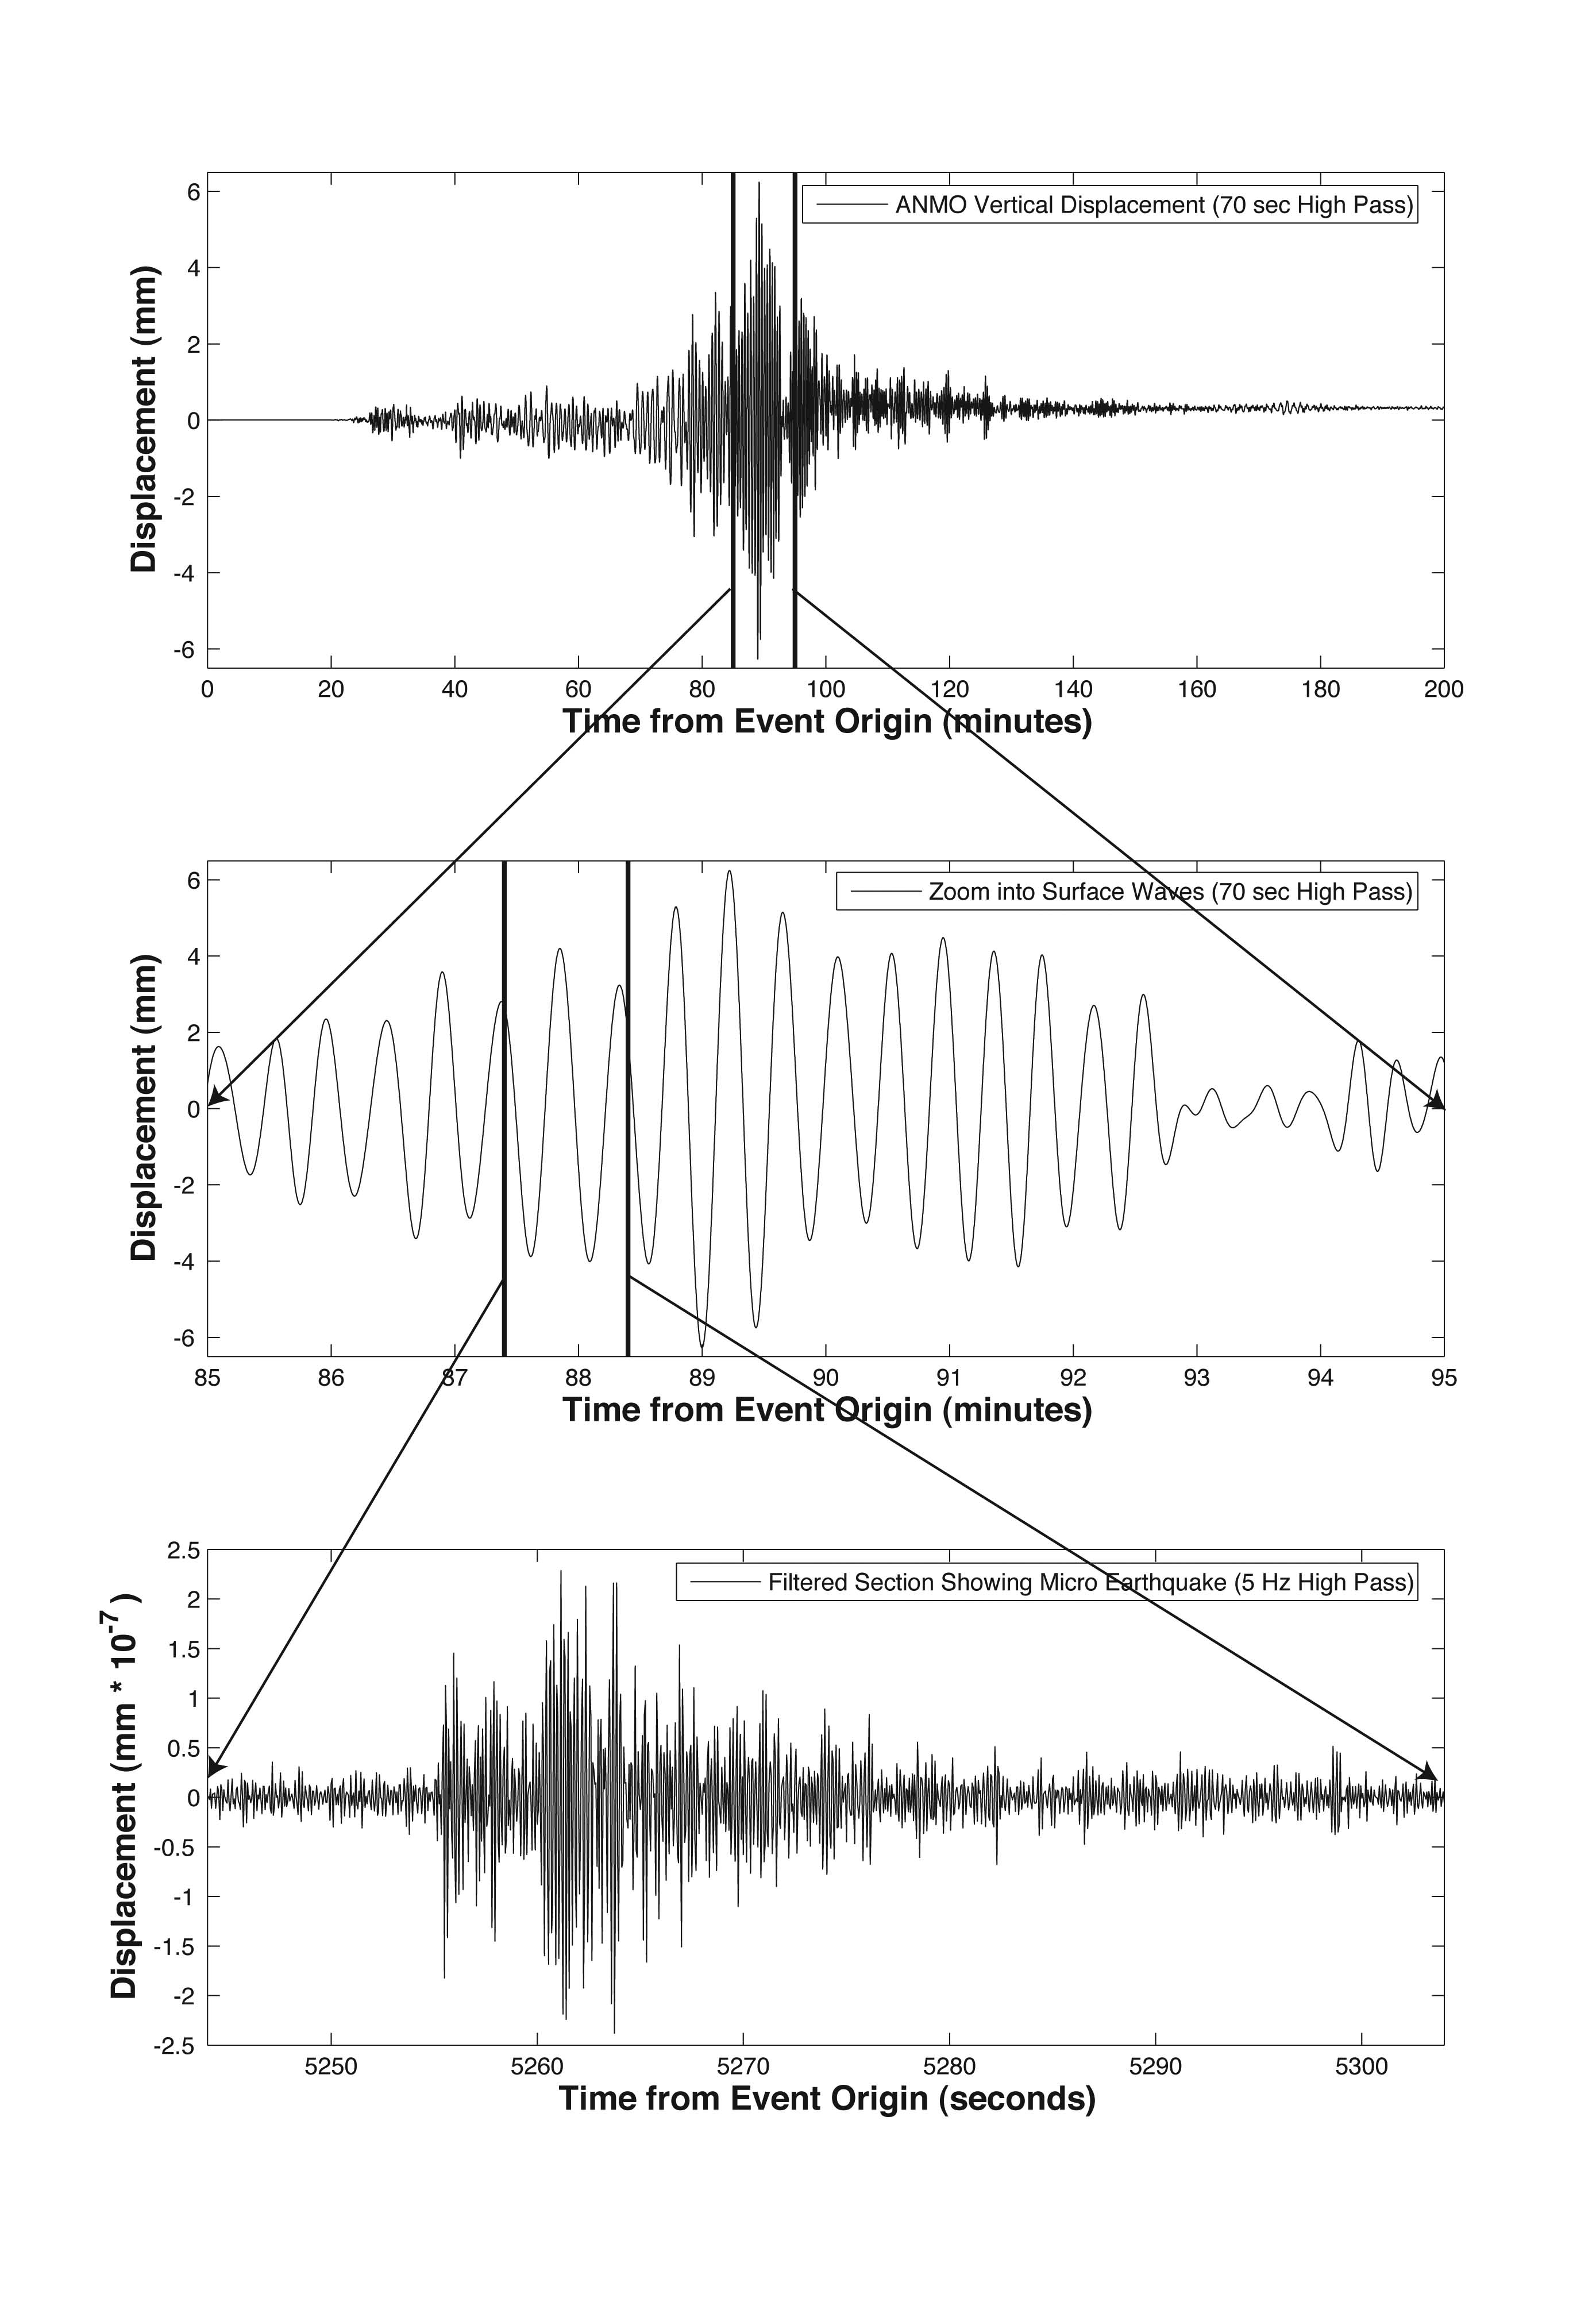 ANMO Vertical Displacement (70 sec High Pass)
Displacement (mm)
6
4
2
0
-2
-4
-6
0 20 40 60 80 100 120 140 160 180 200
Time from Event Origin (minutes)
Zoom into Surface Waves (70 sec High Pass)
Displacement (mm)
6
4
2
0
-2
-4
-6
85 86 87 88 89 90 91 92 93 94 95
Time from Event Origin (minutes)
Filtered Section Showing Micro Earthquake (5 Hz High Pass)
Displacement (mm * 10-7 )
2.5
2
1.5
1
0.5
0
-0.5
-1
-1.5
-2
-2.5
5250 5260 5270 5280 5290 5300
Time from Event Origin (seconds)